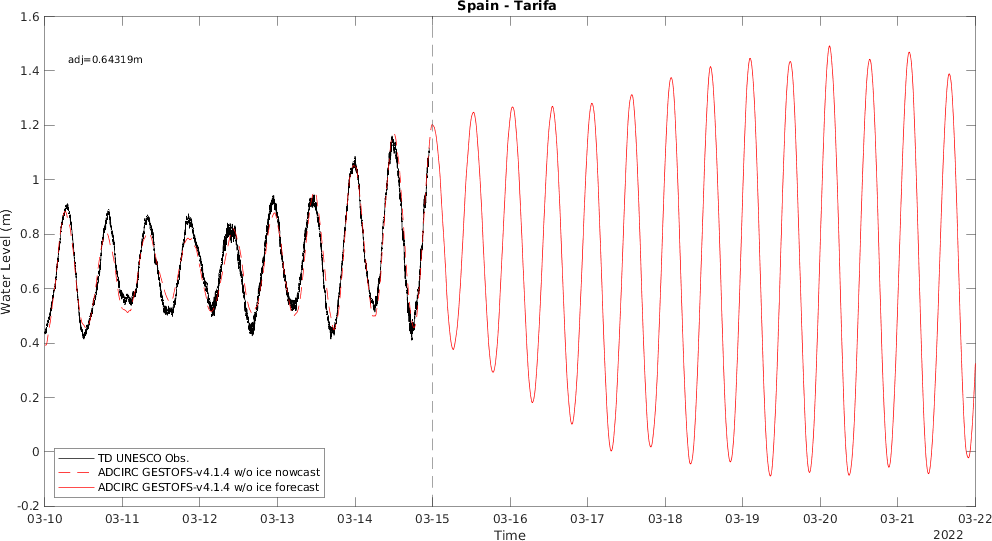 Spain - Tarifa
1.6
1.4
1.2
1
0.8
0.6
0.4
0.2
0
-0.2
Water Level (m)
adj=0.64319m
TD UNESCO Obs.
ADCIRC GESTOFS-v4.1.4 w/o ice nowcast
ADCIRC GESTOFS-v4.1.4 w/o ice forecast
03-10 03-11 03-12 03-13 03-14 03-15 03-16 03-17 03-18 03-19 03-20 03-21 03-22
Time
2022